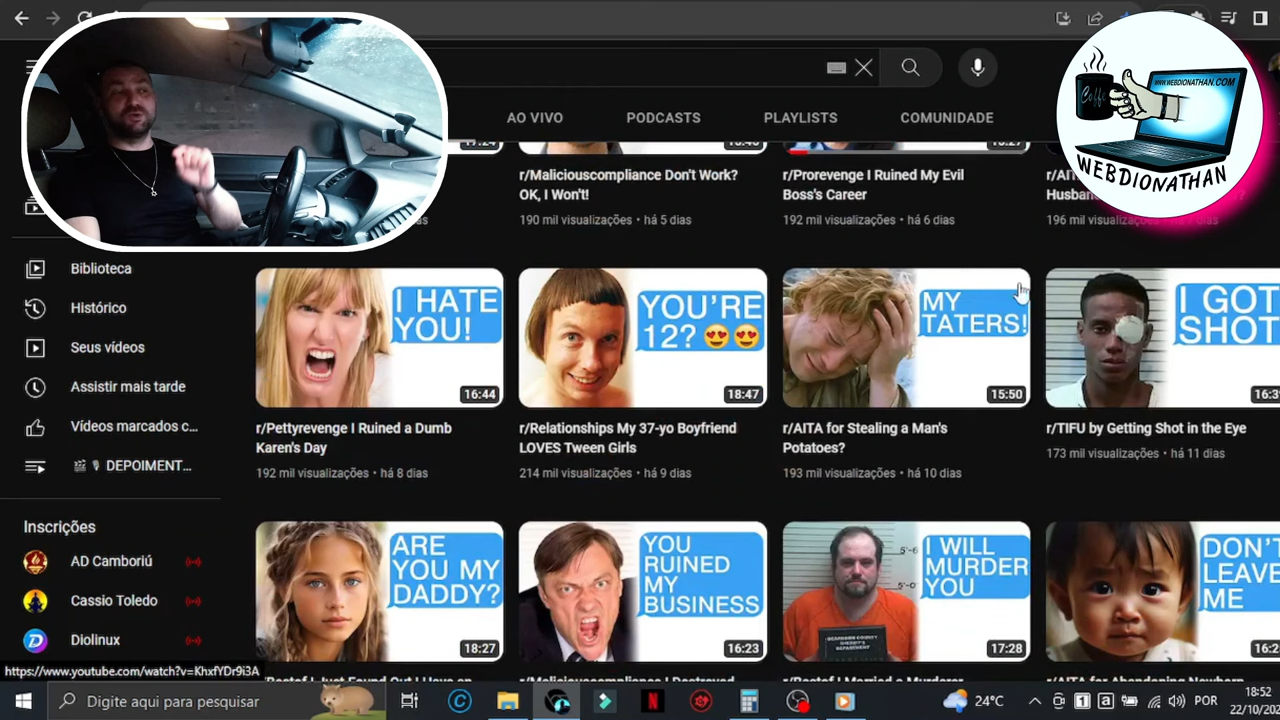 Coffe
WWW.WEBDIONATHAN.COM
WEBDIONATHAN
AO VIVO
PODCASTS
PLAYLISTS
COMUNIDADE
r/Maliciouscompliance Don't Work?
OK, I Won't!
190 mil visualizações • há 5 dias
r/Prorevenge I Ruined My Evil
Boss's Career
192 mil visualizações • há 6 dias
196 mil visualizações • há 7 dias
Biblioteca
Histórico
Seus vídeos
Assistir mais tarde
Vídeos marcados c...
DEPOIMENT...
I HATE
YOU!
16:44
r/Pettyrevenge I Ruined a Dumb
Karen's Day
192 mil visualizações • há 8 dias
YOU'RE
12? 😍😍
18:47
r/Relationships My 37-yo Boyfriend
LOVES Tween Girls
214 mil visualizações • há 9 dias
MY
TATERS!
15:50
r/AITA for Stealing a Man's
Potatoes?
193 mil visualizações • há 10 dias
I GOT
SHOT
r/TIFU by Getting Shot in the Eye
173 mil visualizações • há 11 dias
Inscrições
AD Camboriú
Cassio Toledo
Diolinux
ARE
YOU MY
DADDY?
18:27
YOU
RUINED
MY
BUSINESS
16:23
I WILL
MURDER
YOU
17:28
DON'T
LEAVE
ME
https://www.youtube.com/watch?v=KhxfYDr9i3A
Digite aqui para pesquisar
24°C
POR
18:52